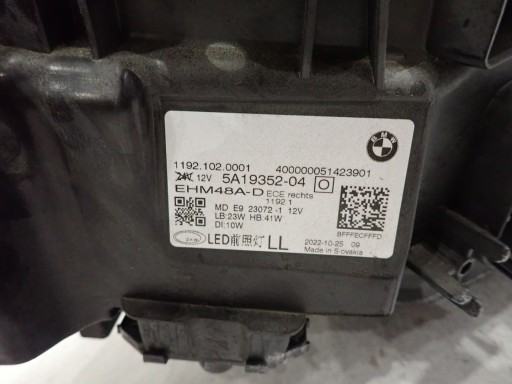 BMW
1192.102.0001 400000051423901
24V 12V 5A19352-04 O
EHM48A-D ECE rechts
1192.1
MD E9 23072 -1 12V
LB:23W HB:41W
DI:10W
BFFFECFFFD
LED前照灯 LL
2022-10-25 09
Made in Slovakia